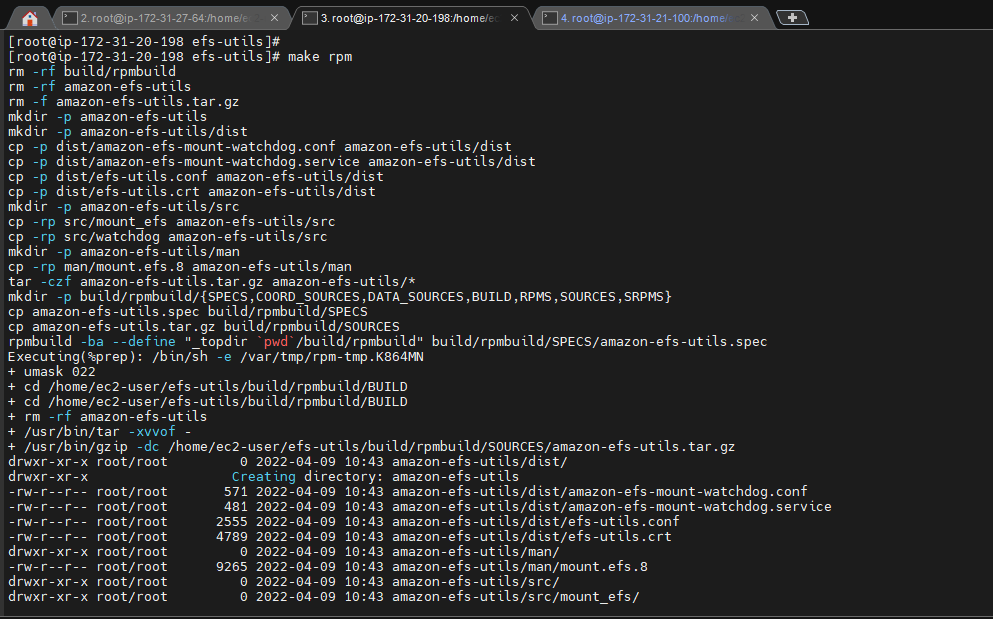 2. root@ip-172-31-27-64:/home/ec
3. root@ip-172-31-20-198:/home/ec
4. root@ip-172-31-21-100:/home/
[root@ip-172-31-20-198 efs-utils]#
[root@ip-172-31-20-198 efs-utils]# make rpm
rm -rf build/rpmbuild
rm -rf amazon-efs-utils
rm -f amazon-efs-utils.tar.gz
mkdir -p amazon-efs-utils
mkdir -p amazon-efs-utils/dist
cp -p dist/amazon-efs-mount-watchdog.conf amazon-efs-utils/dist
cp -p dist/amazon-efs-mount-watchdog.service amazon-efs-utils/dist
cp -p dist/efs-utils.conf amazon-efs-utils/dist
cp -p dist/efs-utils.crt amazon-efs-utils/dist
mkdir -p amazon-efs-utils/src
cp -rp src/mount_efs amazon-efs-utils/src
cp -rp src/watchdog amazon-efs-utils/src
mkdir -p amazon-efs-utils/man
cp -rp man/mount.efs.8 amazon-efs-utils/man
tar -czf amazon-efs-utils.tar.gz amazon-efs-utils/*
mkdir -p build/rpmbuild/{SPECS,COORD_SOURCES,DATA_SOURCES,BUILD,RPMS,SOURCES,SRPMS}
cp amazon-efs-utils.spec build/rpmbuild/SPECS
cp amazon-efs-utils.tar.gz build/rpmbuild/SOURCES
rpmbuild -ba --define "_topdir `pwd`/build/rpmbuild" build/rpmbuild/SPECS/amazon-efs-utils.spec
Executing(%prep): /bin/sh -e /var/tmp/rpm-tmp.K864MN
+ umask 022
+ cd /home/ec2-user/efs-utils/build/rpmbuild/BUILD
+ cd /home/ec2-user/efs-utils/build/rpmbuild/BUILD
+ rm -rf amazon-efs-utils
+ /usr/bin/tar -xvvof -
+ /usr/bin/gzip -dc /home/ec2-user/efs-utils/build/rpmbuild/SOURCES/amazon-efs-utils.tar.gz
drwxr-xr-x root/root         0 2022-04-09 10:43 amazon-efs-utils/dist/
drwxr-xr-x                  Creating directory: amazon-efs-utils
-rw-r--r-- root/root       571 2022-04-09 10:43 amazon-efs-utils/dist/amazon-efs-mount-watchdog.conf
-rw-r--r-- root/root       481 2022-04-09 10:43 amazon-efs-utils/dist/amazon-efs-mount-watchdog.service
-rw-r--r-- root/root      2555 2022-04-09 10:43 amazon-efs-utils/dist/efs-utils.conf
-rw-r--r-- root/root      4789 2022-04-09 10:43 amazon-efs-utils/dist/efs-utils.crt
drwxr-xr-x root/root         0 2022-04-09 10:43 amazon-efs-utils/man/
-rw-r--r-- root/root      9265 2022-04-09 10:43 amazon-efs-utils/man/mount.efs.8
drwxr-xr-x root/root         0 2022-04-09 10:43 amazon-efs-utils/src/
drwxr-xr-x root/root         0 2022-04-09 10:43 amazon-efs-utils/src/mount_efs/